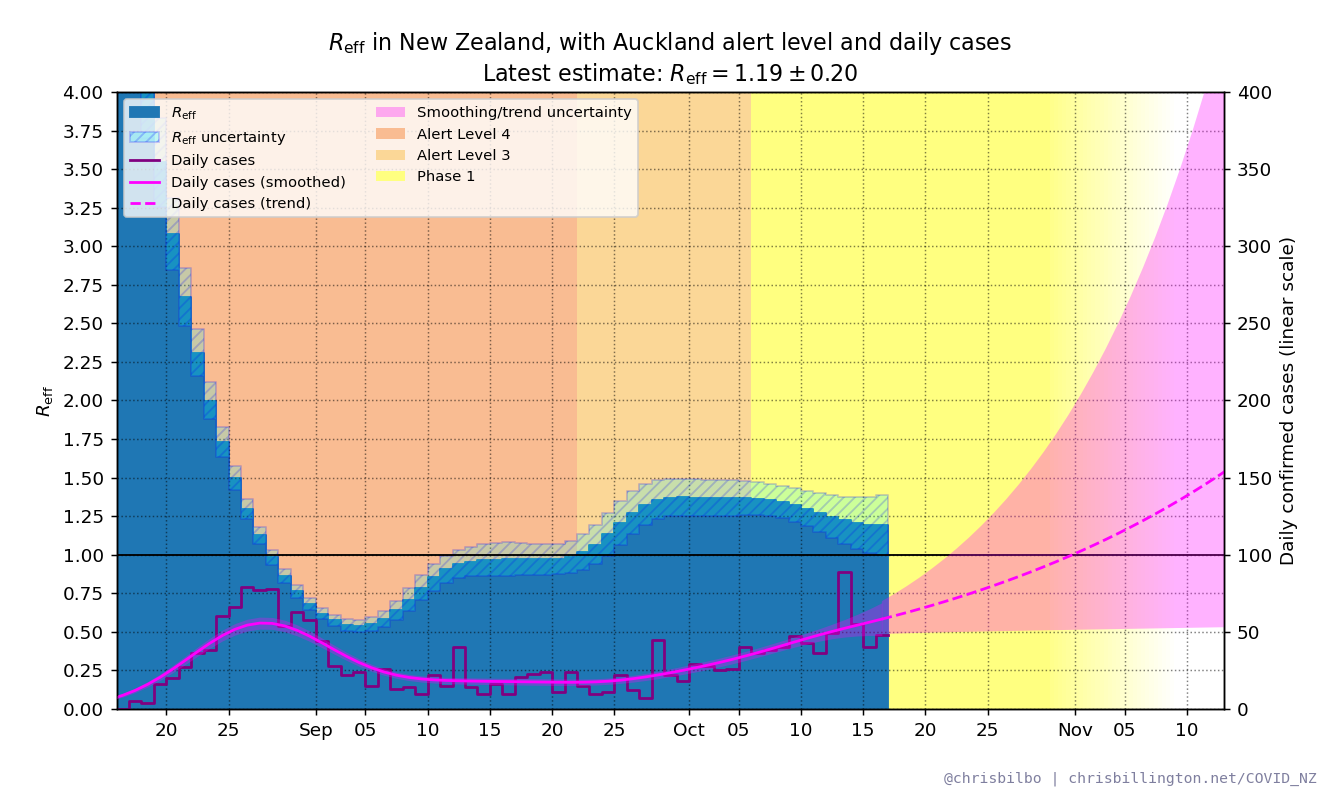 R_eff in New Zealand, with Auckland alert level and daily cases
Latest estimate: R_eff = 1.19 ± 0.20
R_eff
R_eff uncertainty
Daily cases
Daily cases (smoothed)
Daily cases (trend)
Smoothing/trend uncertainty
Alert Level 4
Alert Level 3
Phase 1
R_eff
4.00
3.75
3.50
3.25
3.00
2.75
2.50
2.25
2.00
1.75
1.50
1.25
1.00
0.75
0.50
0.25
0.00
400
350
300
250
200
150
100
50
0
Daily confirmed cases (linear scale)
20 25 Sep 05 10 15 20 25 Oct 05 10 15 20 25 Nov 05 10
@chrisbilbo | chrisbillington.net/COVID_NZ